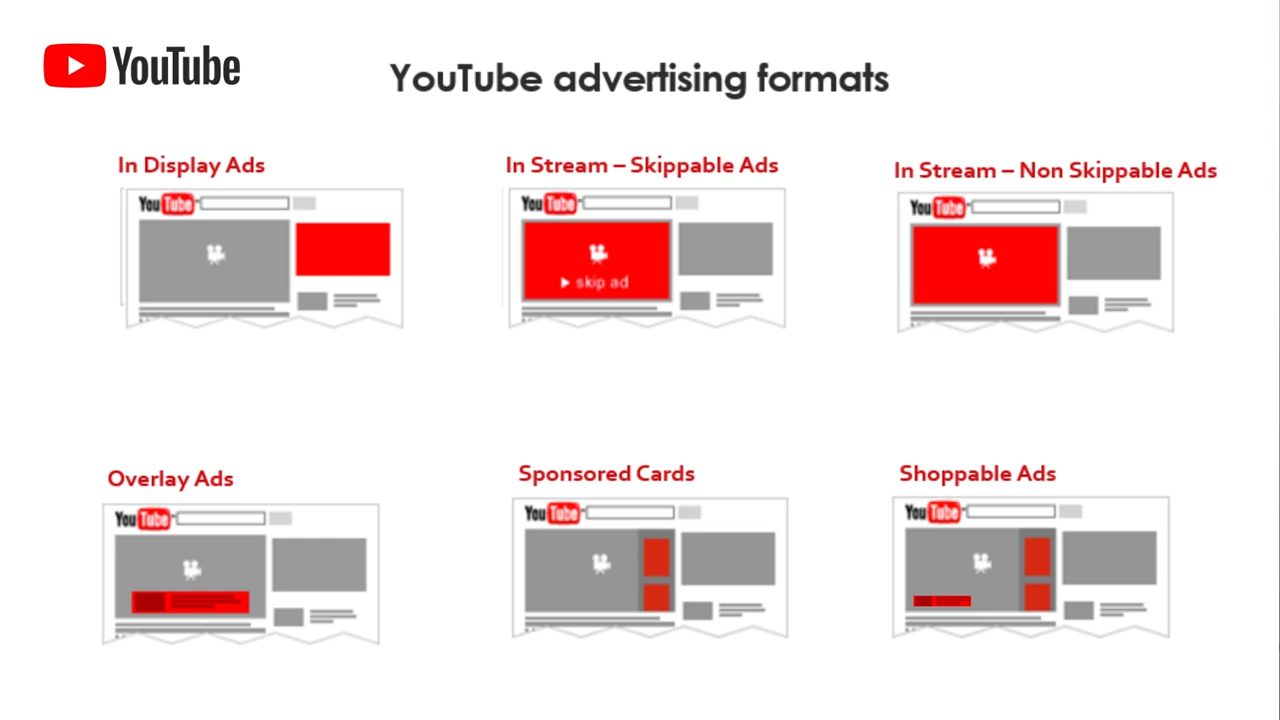 YouTube
YouTube advertising formats
In Display Ads
In Stream – Skippable Ads
In Stream – Non Skippable Ads
YouTube
YouTube
YouTube
skip ad
Overlay Ads
Sponsored Cards
Shoppable Ads
YouTube
YouTube
YouTube